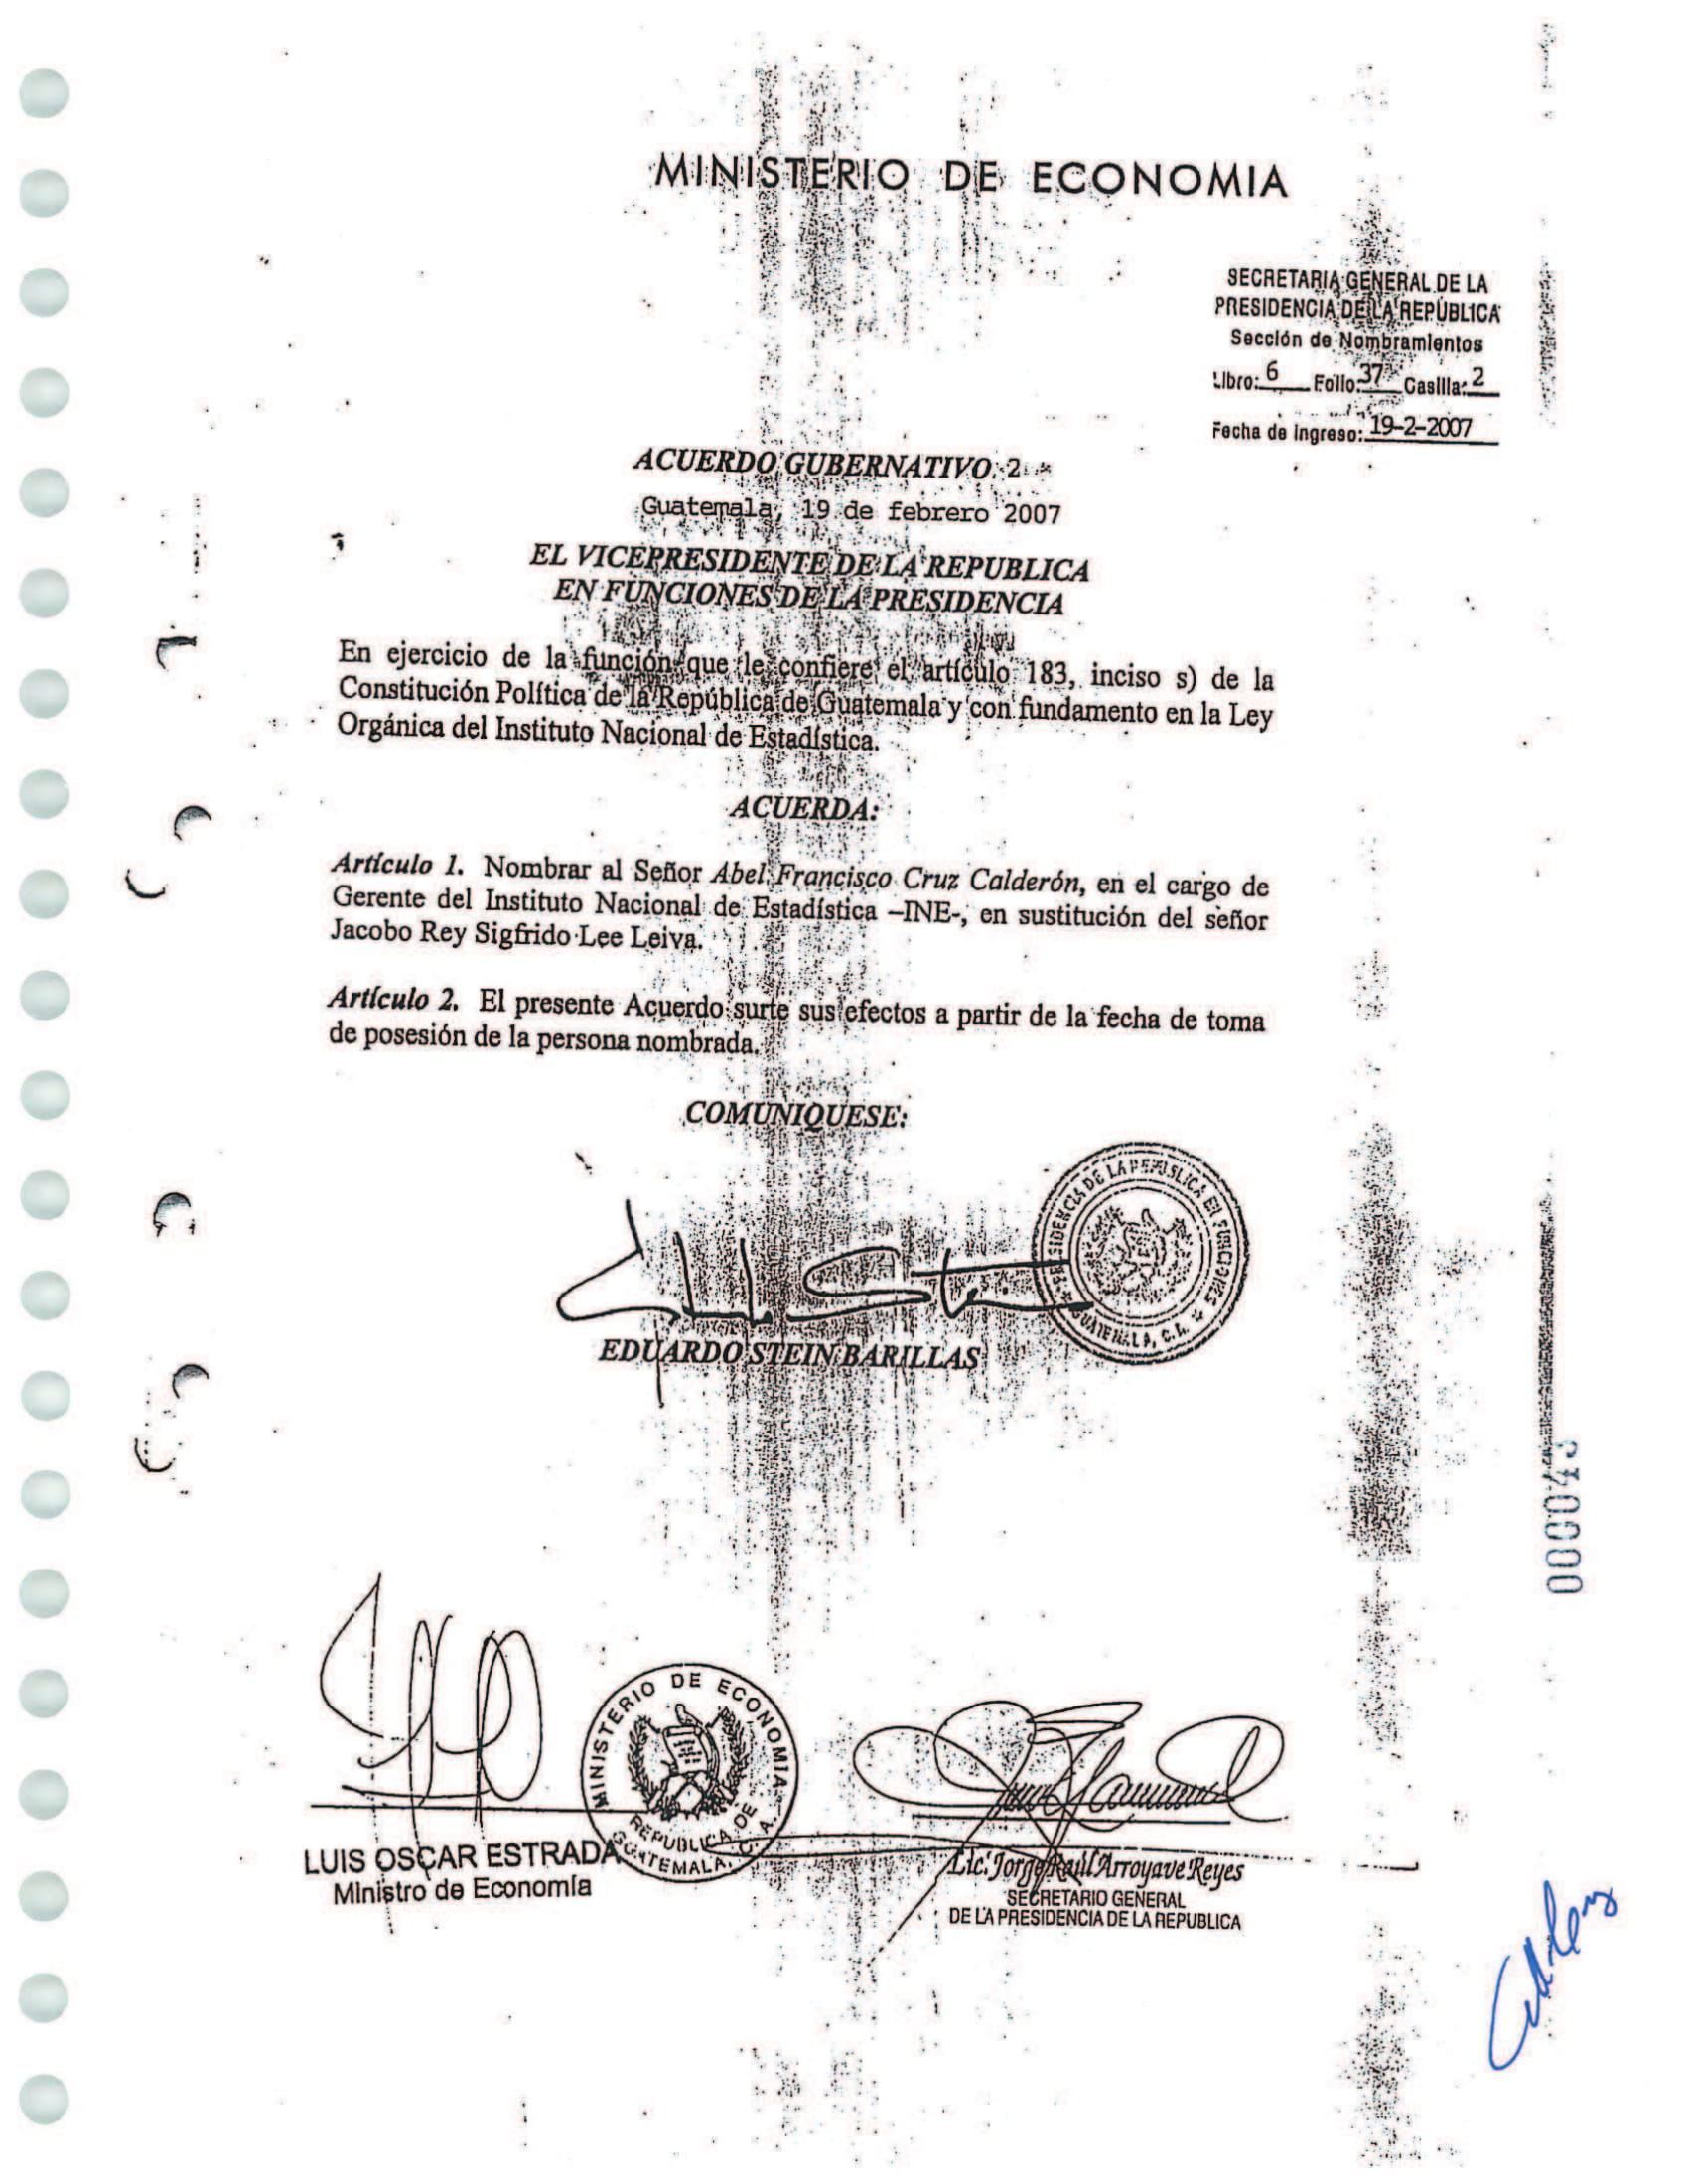 MINISTERIO DE ECONOMIA
SECRETARIA GENERAL DE LA
PRESIDENCIA DE LA REPUBLICA
Sección de Nombramientos
Libro: 6 Folio: 37 Casilla: 2
Fecha de ingreso: 19-2-2007
ACUERDO GUBERNATIVO 2
Guatemala, 19 de febrero 2007
EL VICEPRESIDENTE DE LA REPUBLICA
EN FUNCIONES DE LA PRESIDENCIA
En ejercicio de la función que le confiere el artículo 183, inciso s) de la
Constitución Política de la República de Guatemala y con fundamento en la Ley
Orgánica del Instituto Nacional de Estadística.
ACUERDA:
Artículo 1. Nombrar al Señor Abel Francisco Cruz Calderón, en el cargo de
Gerente del Instituto Nacional de Estadística –INE-, en sustitución del señor
Jacobo Rey Sigfrido Lee Leiva.
Artículo 2. El presente Acuerdo surte sus efectos a partir de la fecha de toma
de posesión de la persona nombrada.
COMUNIQUESE:
PRESIDENCIA DE LA REPUBLICA EN FUNCIONES
GUATEMALA, C.A.
EDUARDO STEIN BARILLAS
MINISTERIO DE ECONOMIA
REPUBLICA DE
GUATEMALA, C. A.
LUIS OSCAR ESTRADA
Ministro de Economía
Lic. Jorge Raúl Arroyave Reyes
SECRETARIO GENERAL
DE LA PRESIDENCIA DE LA REPUBLICA